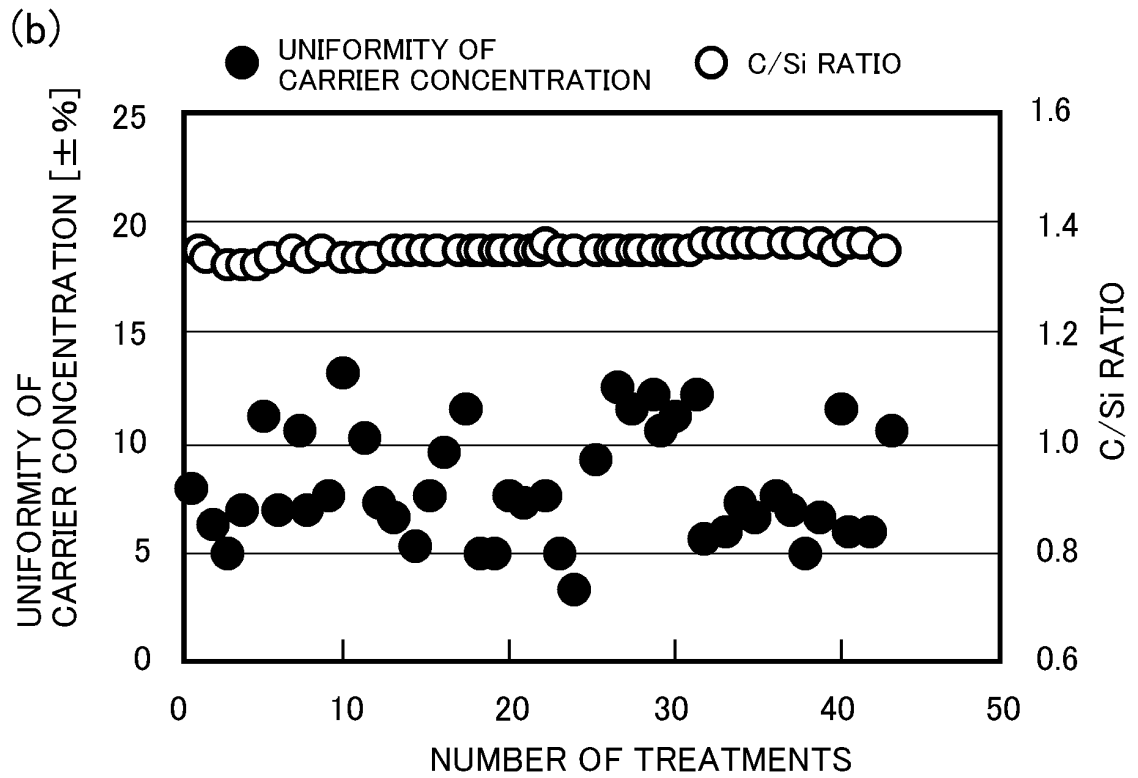 (b)
UNIFORMITY OF
CARRIER CONCENTRATION
C/Si RATIO
UNIFORMITY OF
CARRIER CONCENTRATION [±%]
25
20
15
10
5
0
1.6
1.4
1.2
1.0
0.8
0.6
C/Si RATIO
0 10 20 30 40 50
NUMBER OF TREATMENTS